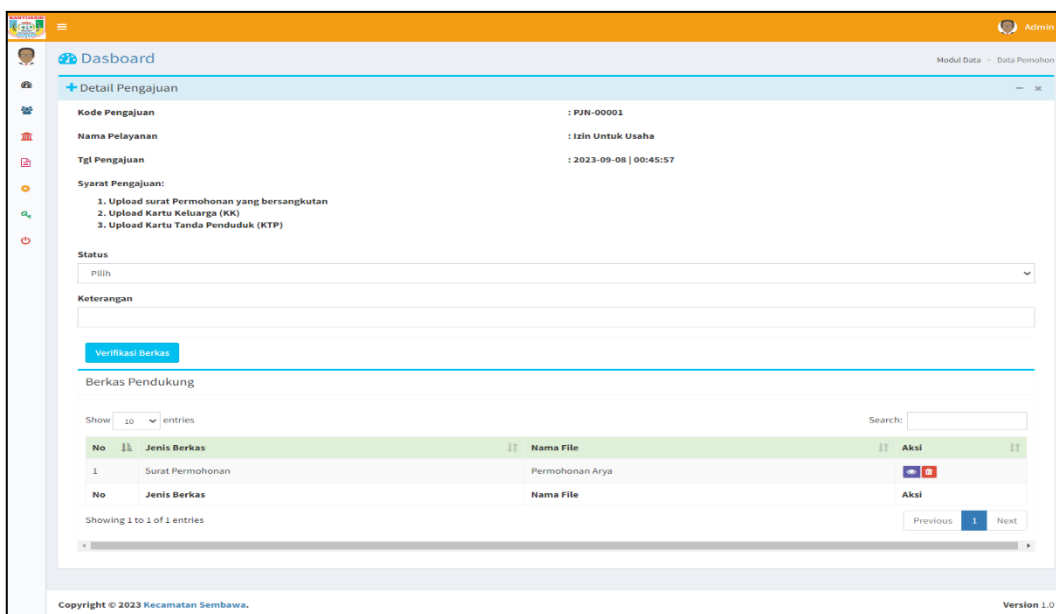 BANYUASIN
Admin
Dasboard
Modul Data > Data Pemohon
Detail Pengajuan
Kode Pengajuan : PJN-00001
Nama Pelayanan : Izin Untuk Usaha
Tgl Pengajuan : 2023-09-08 | 00:45:57
Syarat Pengajuan:
1. Upload surat Permohonan yang bersangkutan
2. Upload Kartu Keluarga (KK)
3. Upload Kartu Tanda Penduduk (KTP)
Status
Pilih
Keterangan
Verifikasi Berkas
Berkas Pendukung
Show 10 entries Search:
No Jenis Berkas Nama File Aksi
1 Surat Permohonan Permohonan Arya
No Jenis Berkas Nama File Aksi
Showing 1 to 1 of 1 entries Previous 1 Next
Copyright © 2023 Kecamatan Sembawa. Version 1.0